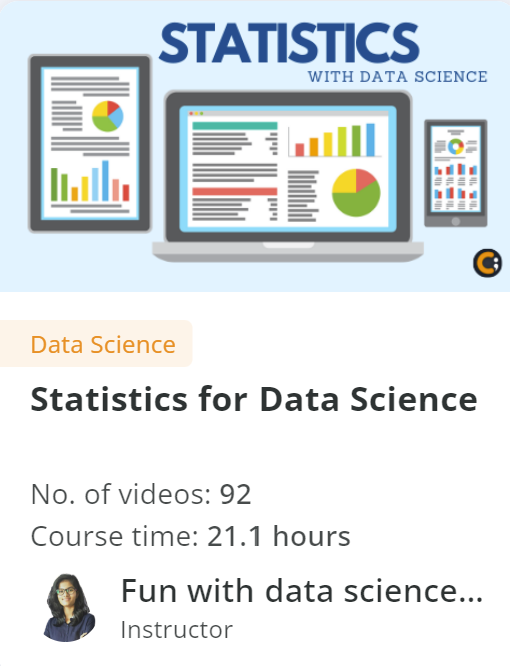 STATISTICS
WITH DATA SCIENCE
Data Science
Statistics for Data Science
No. of videos: 92
Course time: 21.1 hours
Fun with data science...
Instructor